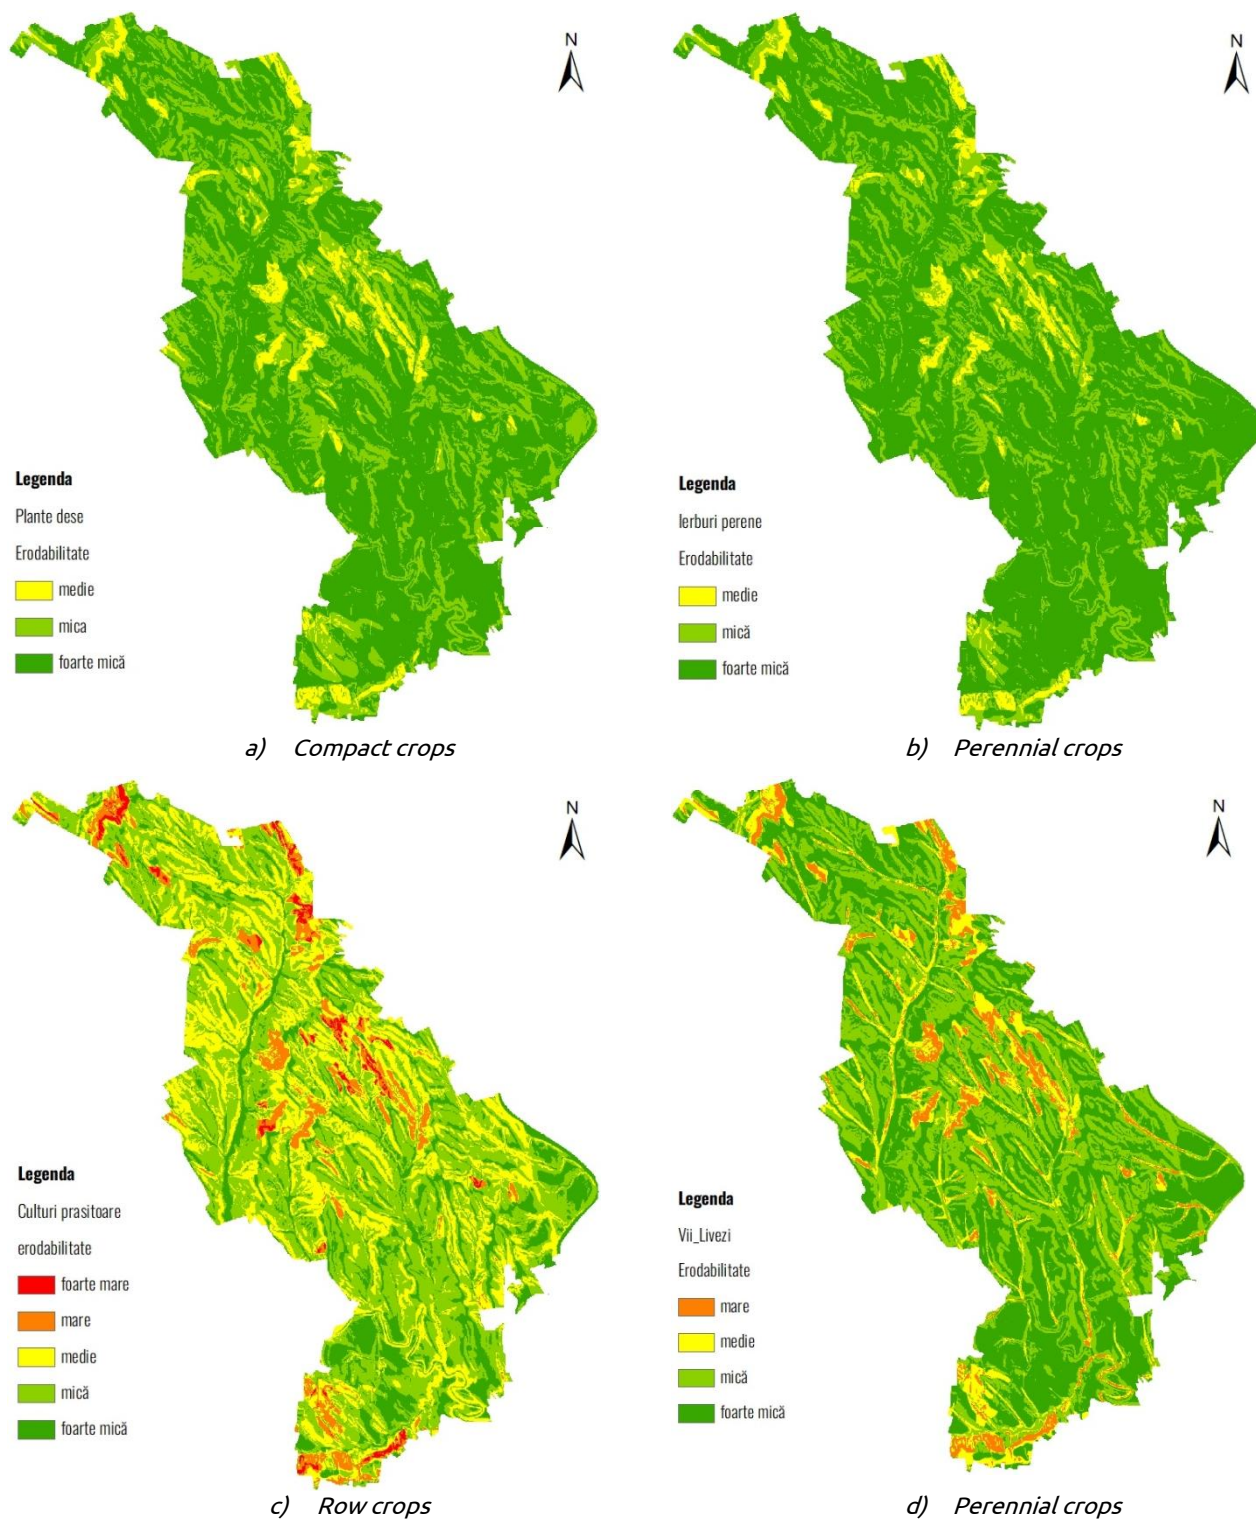 N
N
Legenda
Plante dese
Erodabilitate
medie
mica
foarte mică
Legenda
Ierburi perene
Erodabilitate
medie
mică
foarte mică
a) Compact crops
b) Perennial crops
N
N
Legenda
Culturi prasitoare
erodabilitate
foarte mare
mare
medie
mică
foarte mică
Legenda
Vii_Livezi
Erodabilitate
mare
medie
mică
foarte mică
c) Row crops
d) Perennial crops